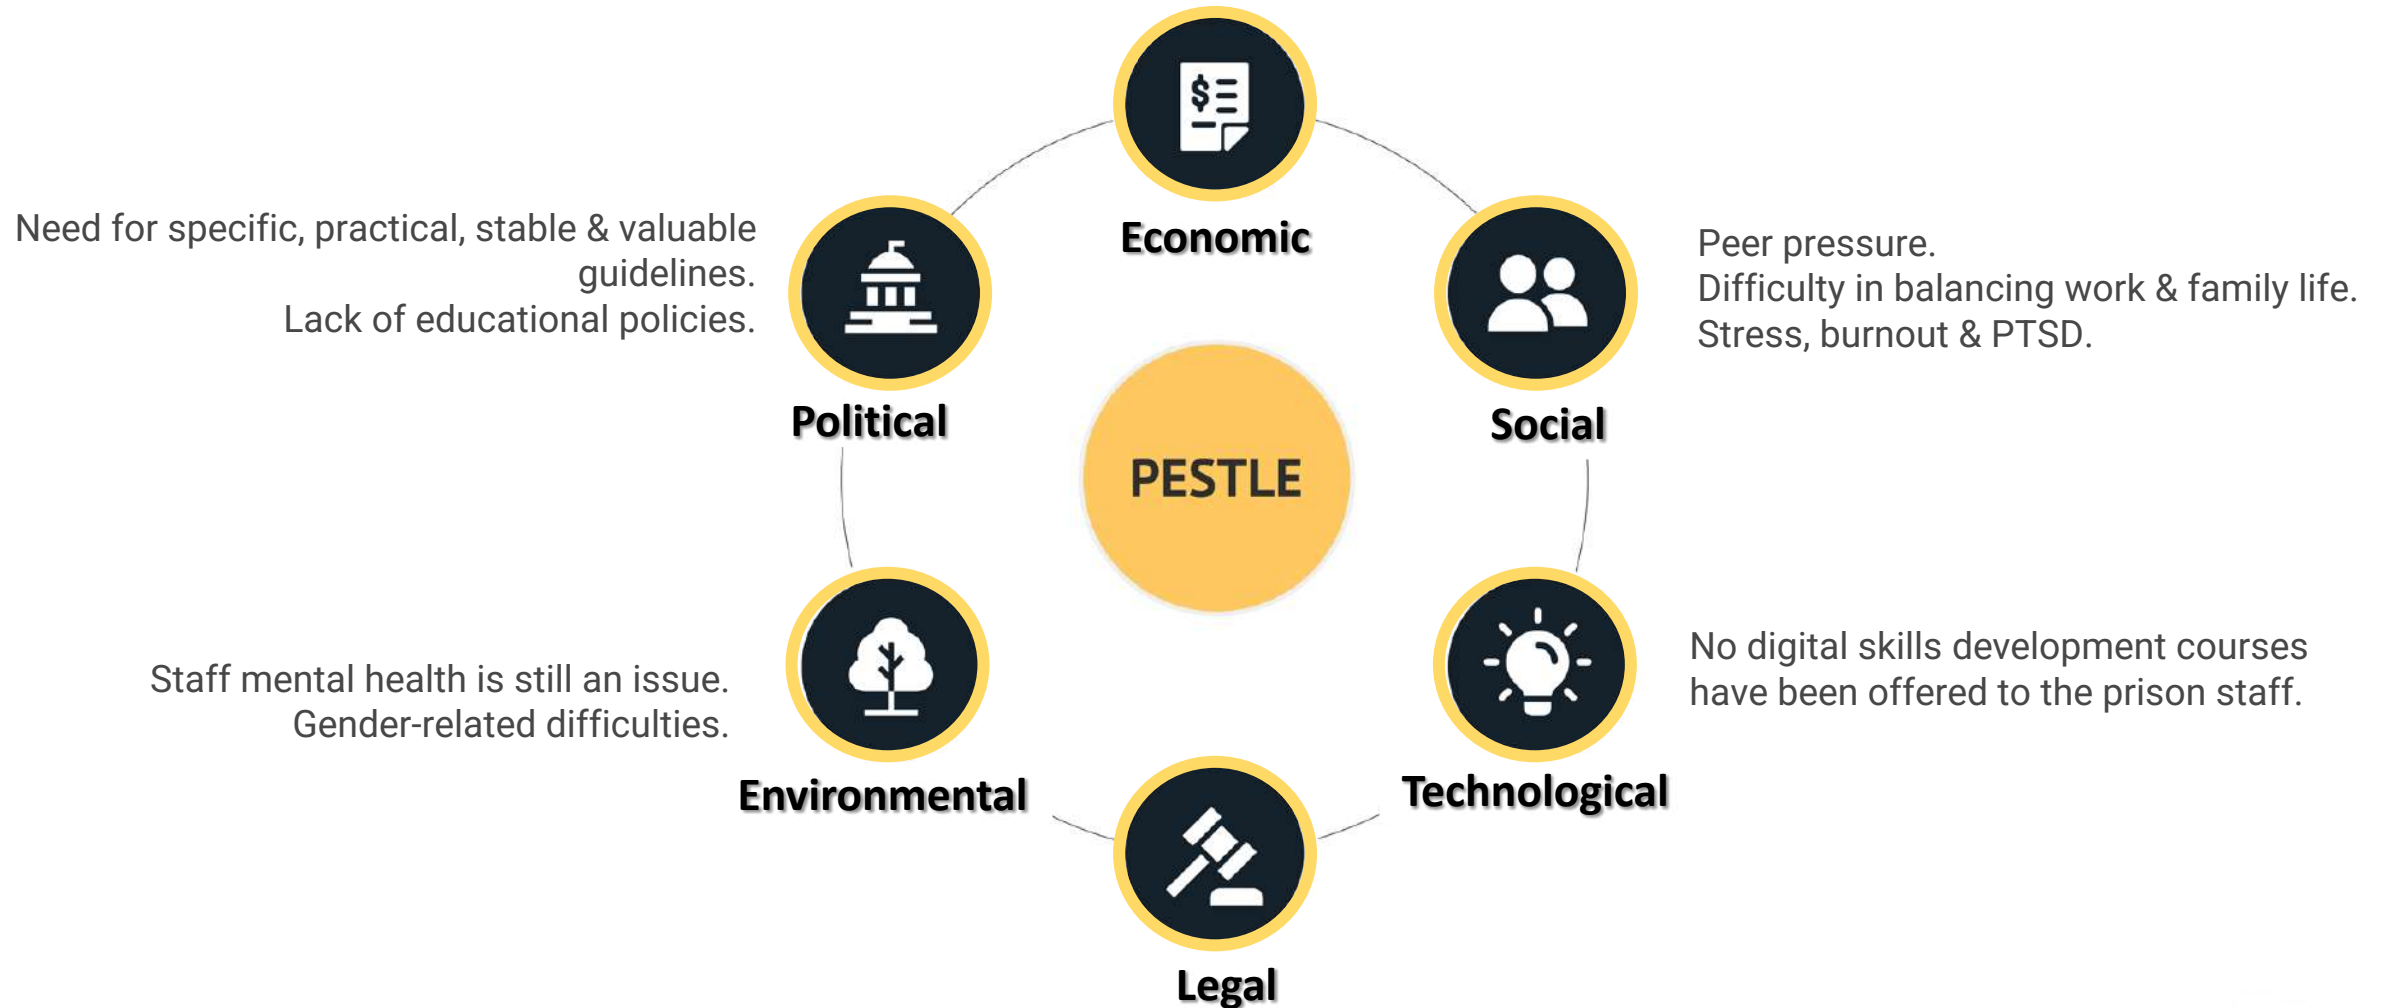 $
Economic
Need for specific, practical, stable & valuable
guidelines.
Lack of educational policies.
Political
Peer pressure.
Difficulty in balancing work & family life.
Stress, burnout & PTSD.
Social
PESTLE
Staff mental health is still an issue.
Gender-related difficulties.
Environmental
No digital skills development courses
have been offered to the prison staff.
Technological
Legal